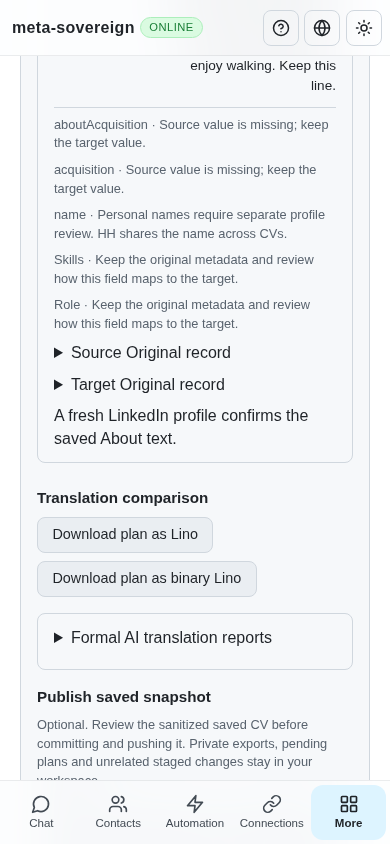 meta-sovereign ONLINE
enjoy walking. Keep this
line.
aboutAcquisition · Source value is missing; keep
the target value.
acquisition · Source value is missing; keep the
target value.
name · Personal names require separate profile
review. HH shares the name across CVs.
Skills · Keep the original metadata and review
how this field maps to the target.
Role · Keep the original metadata and review
how this field maps to the target.
Source Original record
Target Original record
A fresh LinkedIn profile confirms the
saved About text.
Translation comparison
Download plan as Lino
Download plan as binary Lino
Formal AI translation reports
Publish saved snapshot
Optional. Review the sanitized saved CV before
committing and pushing it. Private exports, pending
plans and unrelated staged changes stay in your
workspace.
Chat Contacts Automation Connections More